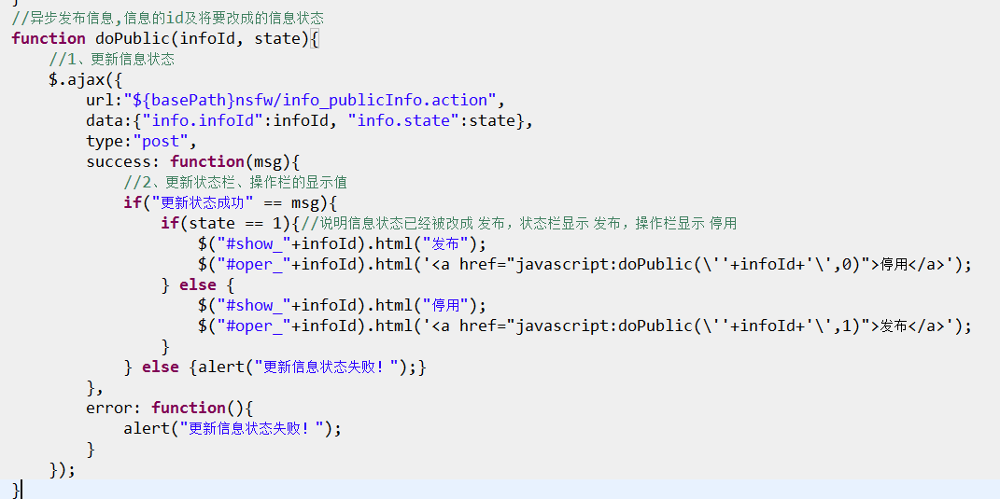 }
//异步发布信息,信息的id及将要改成的信息状态
function doPublic(infoId, state){
    //1、更新信息状态
    $.ajax({
        url:"${basePath}nsfw/info_publicInfo.action",
        data:{"info.infoId":infoId, "info.state":state},
        type:"post",
        success: function(msg){
            //2、更新状态栏、操作栏的显示值
            if("更新状态成功" == msg){
                if(state == 1){//说明信息状态已经被改成 发布，状态栏显示 发布，操作栏显示 停用
                    $("#show_"+infoId).html("发布");
                    $("#oper_"+infoId).html('<a href="javascript:doPublic(\''+infoId+'\',0)">停用</a>');
                } else {
                    $("#show_"+infoId).html("停用");
                    $("#oper_"+infoId).html('<a href="javascript:doPublic(\''+infoId+'\',1)">发布</a>');
                }
            } else {alert("更新信息状态失败！");}
        },
        error: function(){
            alert("更新信息状态失败！");
        }
    });
}